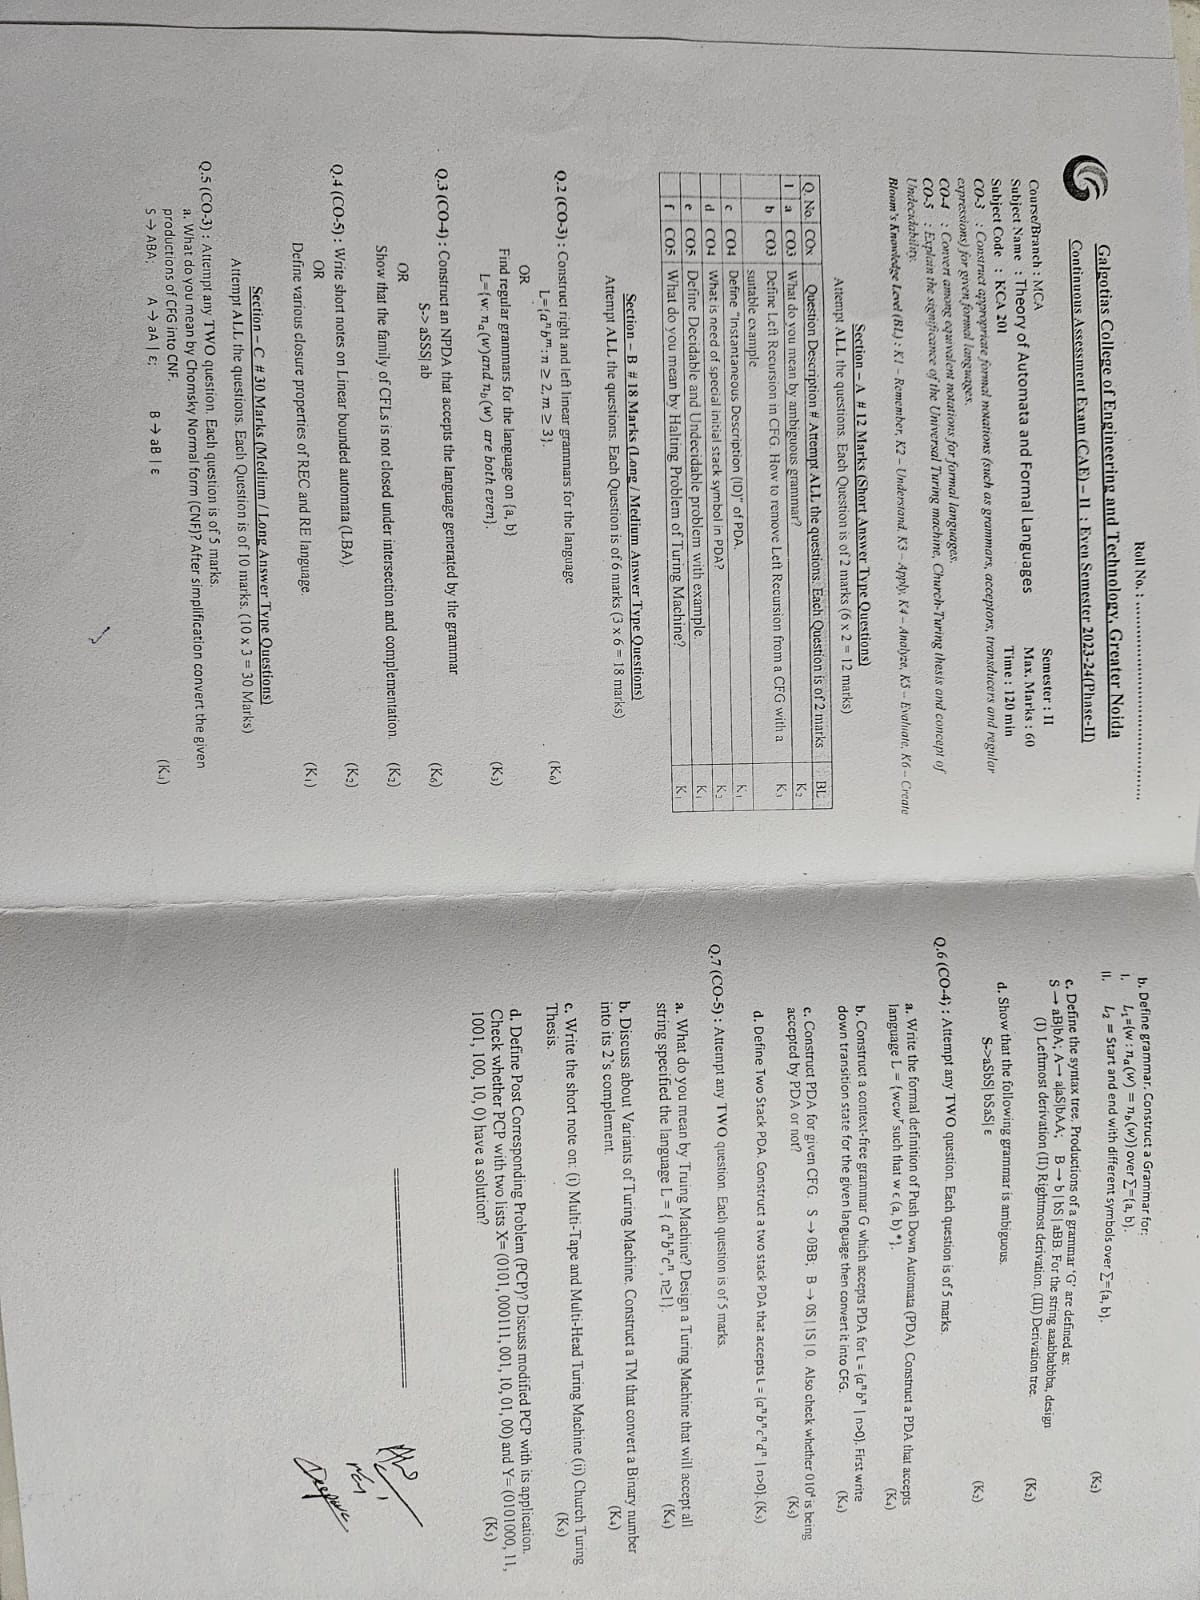 Roll No. : ................................
Galgotias College of Engineering and Technology, Greater Noida
Continuous Assessment Exam (CAE) – II : Even Semester 2023-24(Phase-II)
Course/Branch : MCA Semester : II
Subject Name : Theory of Automata and Formal Languages Max. Marks : 60
Subject Code : KCA 201 Time : 120 min
CO-3 : Construct appropriate formal notations (such as grammars, acceptors, transducers and regular
expressions) for given formal languages.
CO-4 : Convert among equivalent notations for formal languages.
CO-5 : Explain the significance of the Universal Turing machine, Church-Turing thesis and concept of
Undecidability.
Bloom's Knowledge Level (BL) : K1 – Remember, K2 – Understand, K3 – Apply, K4 – Analyze, K5 – Evaluate, K6 – Create
Section – A # 12 Marks (Short Answer Type Questions)
Attempt ALL the questions. Each Question is of 2 marks (6 x 2 = 12 marks)
Q. No. COx Question Description # Attempt ALL the questions. Each Question is of 2 marks BL
1 a CO3 What do you mean by ambiguous grammar? K2
b CO3 Define Left Recursion in CFG. How to remove Left Recursion from a CFG with a K3
suitable example.
c CO4 Define "Instantaneous Description (ID)" of PDA. K1
d CO4 What is need of special initial stack symbol in PDA? K2
e CO5 Define Decidable and Undecidable problem with example. K1
f CO5 What do you mean by Halting Problem of Turing Machine? K1
Section – B # 18 Marks (Long / Medium Answer Type Questions)
Attempt ALL the questions. Each Question is of 6 marks (3 x 6 = 18 marks)
Q.2 (CO-3) : Construct right and left linear grammars for the language
L={aⁿbᵐ: n ≥ 2, m ≥ 3}. (K6)
OR
Find regular grammars for the language on {a, b}
L={w: nₐ(w)and n_b(w) are both even}. (K3)
Q.3 (CO-4) : Construct an NPDA that accepts the language generated by the grammar
S-> aSSS| ab (K6)
OR
Show that the family of CFLs is not closed under intersection and complementation. (K2)
Q.4 (CO-5) : Write short notes on Linear bounded automata (LBA). (K2)
OR
Define various closure properties of REC and RE language. (K1)
Section – C # 30 Marks (Medium / Long Answer Type Questions)
Attempt ALL the questions. Each Question is of 10 marks. (10 x 3 = 30 Marks)
Q.5 (CO-3) : Attempt any TWO question. Each question is of 5 marks.
a. What do you mean by Chomsky Normal form (CNF)? After simplification convert the given
productions of CFG into CNF.
S → ABA; A → aA | ε; B → aB | ε (K4)
b. Define grammar. Construct a Grammar for:
I. L₁={w : nₐ(w) = n_b(w)} over Σ={a, b}.
II. L₂ = Start and end with different symbols over Σ={a, b}. (K2)
c. Define the syntax tree. Productions of a grammar 'G' are defined as:
S → aB|bA; A→ a|aS|bAA; B → b | bS | aBB. For the string aaabbabbba, design
(I) Leftmost derivation (II) Rightmost derivation. (III) Derivation tree. (K2)
d. Show that the following grammar is ambiguous.
S->aSbS| bSaS| ε (K2)
Q.6 (CO-4) : Attempt any TWO question. Each question is of 5 marks.
a. Write the formal definition of Push Down Automata (PDA). Construct a PDA that accepts
language L = {wcwʳ such that w ϵ (a, b)*}. (K4)
b. Construct a context-free grammar G which accepts PDA for L = {aⁿbⁿ | n>0}. First write
down transition state for the given language then convert it into CFG. (K4)
c. Construct PDA for given CFG. S → 0BB; B → 0S | 1S | 0. Also check whether 010⁴ is being
accepted by PDA or not? (K5)
d. Define Two Stack PDA. Construct a two stack PDA that accepts L = {aⁿbⁿcⁿdⁿ | n>0}. (K5)
Q.7 (CO-5) : Attempt any TWO question. Each question is of 5 marks.
a. What do you mean by Truing Machine? Design a Turing Machine that will accept all
string specified the language L = { aⁿbⁿcⁿ, n≥1}. (K4)
b. Discuss about Variants of Turing Machine. Construct a TM that convert a Binary number
into its 2's complement. (K4)
c. Write the short note on: (i) Multi-Tape and Multi-Head Turing Machine (ii) Church Turing
Thesis. (K5)
d. Define Post Corresponding Problem (PCP)? Discuss modified PCP with its application.
Check whether PCP with two lists X= (0101, 000111, 001, 10, 01, 00) and Y= (0101000, 11,
1001, 100, 10, 0) have a solution? (K5)